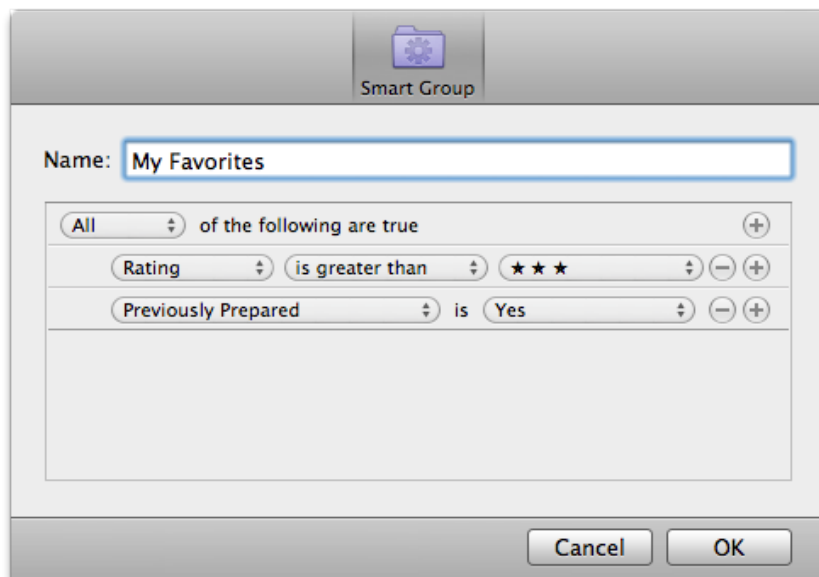 Smart Group
Name: My Favorites
All of the following are true
Rating is greater than ★ ★ ★
Previously Prepared is Yes
Cancel OK